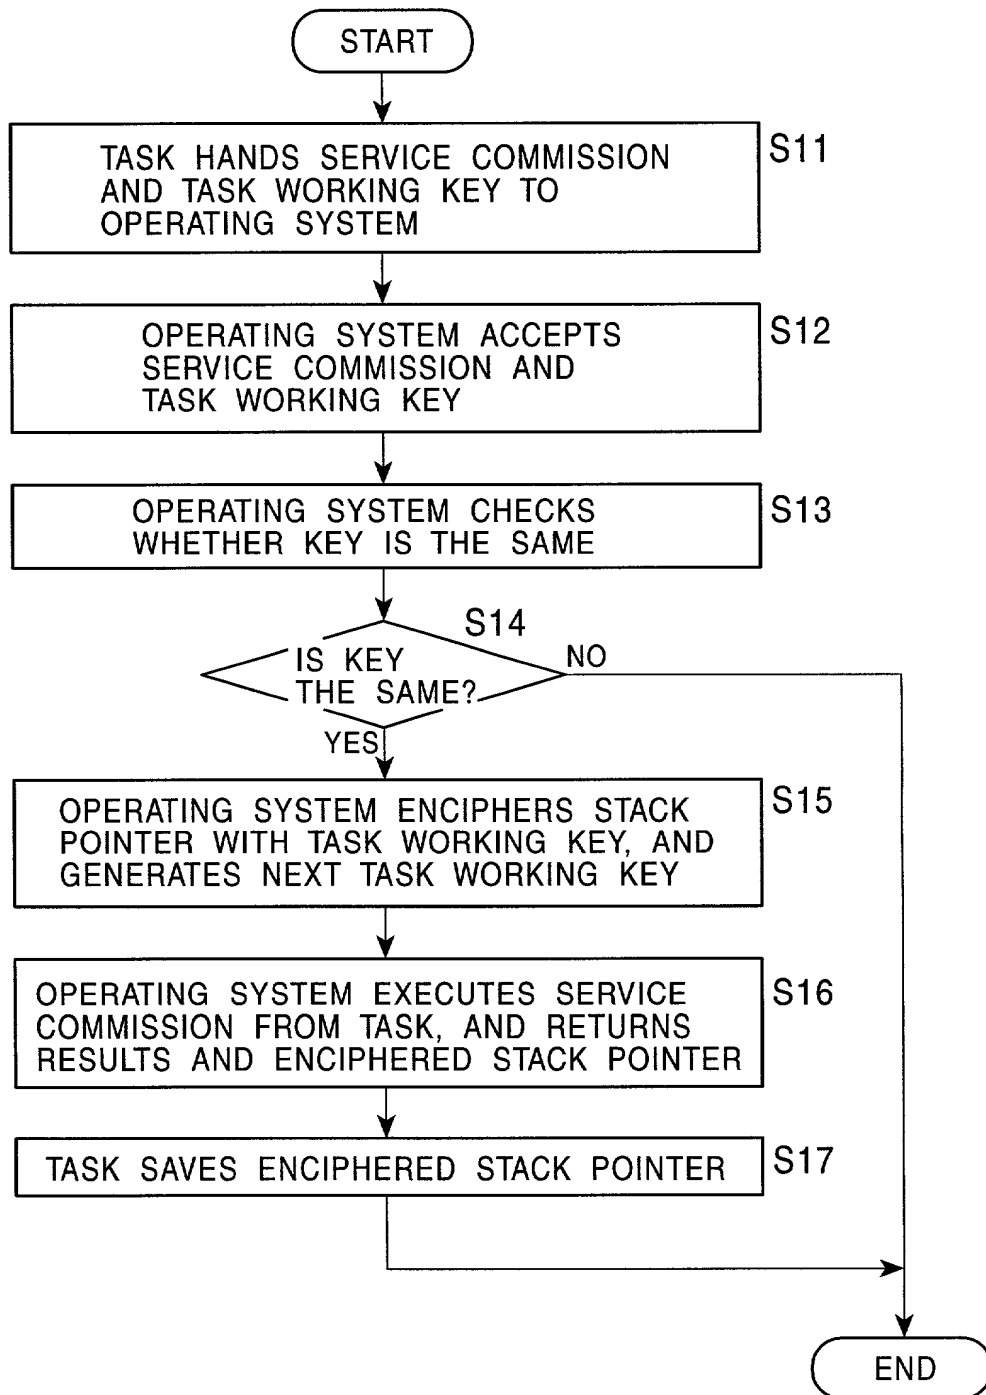 START
TASK HANDS SERVICE COMMISSION
AND TASK WORKING KEY TO
OPERATING SYSTEM
S11
OPERATING SYSTEM ACCEPTS
SERVICE COMMISSION AND
TASK WORKING KEY
S12
OPERATING SYSTEM CHECKS
WHETHER KEY IS THE SAME
S13
S14
IS KEY
THE SAME?
NO
YES
OPERATING SYSTEM ENCIPHERS STACK
POINTER WITH TASK WORKING KEY, AND
GENERATES NEXT TASK WORKING KEY
S15
OPERATING SYSTEM EXECUTES SERVICE
COMMISSION FROM TASK, AND RETURNS
RESULTS AND ENCIPHERED STACK POINTER
S16
TASK SAVES ENCIPHERED STACK POINTER
S17
END